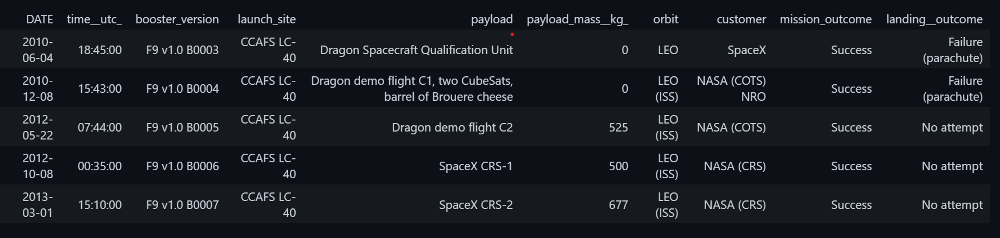 DATE time__utc_ booster_version launch_site payload payload_mass__kg_ orbit customer mission_outcome landing__outcome
2010-06-04 18:45:00 F9 v1.0 B0003 CCAFS LC-40 Dragon Spacecraft Qualification Unit 0 LEO SpaceX Success Failure (parachute)
2010-12-08 15:43:00 F9 v1.0 B0004 CCAFS LC-40 Dragon demo flight C1, two CubeSats, barrel of Brouere cheese 0 LEO (ISS) NASA (COTS) NRO Success Failure (parachute)
2012-05-22 07:44:00 F9 v1.0 B0005 CCAFS LC-40 Dragon demo flight C2 525 LEO (ISS) NASA (COTS) Success No attempt
2012-10-08 00:35:00 F9 v1.0 B0006 CCAFS LC-40 SpaceX CRS-1 500 LEO (ISS) NASA (CRS) Success No attempt
2013-03-01 15:10:00 F9 v1.0 B0007 CCAFS LC-40 SpaceX CRS-2 677 LEO (ISS) NASA (CRS) Success No attempt